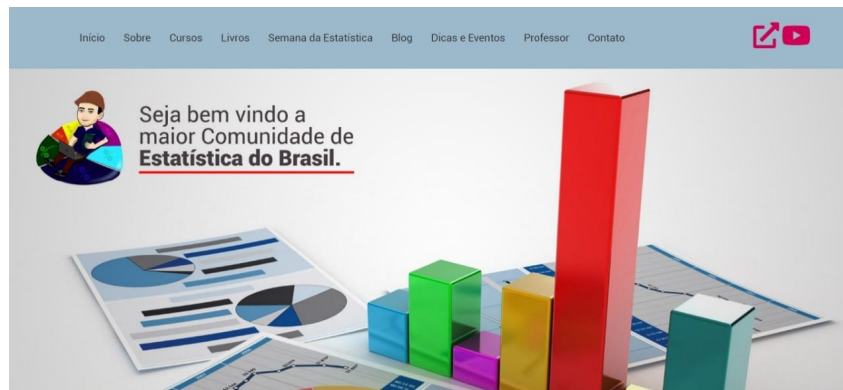 Início Sobre Cursos Livros Semana da Estatística Blog Dicas e Eventos Professor Contato
Seja bem vindo a
maior Comunidade de
Estatística do Brasil.